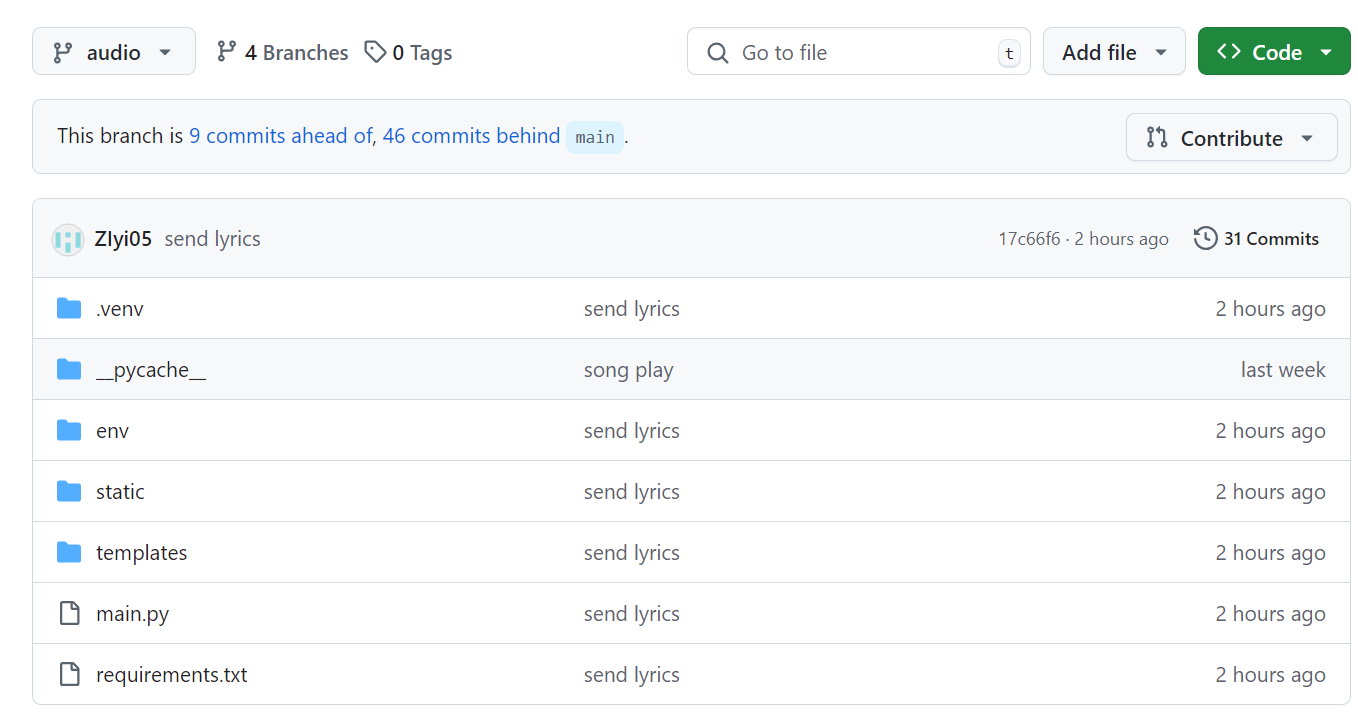 audio 4 Branches 0 Tags Go to file t Add file Code
This branch is 9 commits ahead of, 46 commits behind main .
Contribute
ZIyi05 send lyrics 17c66f6 · 2 hours ago 31 Commits
.venv send lyrics 2 hours ago
__pycache__ song play last week
env send lyrics 2 hours ago
static send lyrics 2 hours ago
templates send lyrics 2 hours ago
main.py send lyrics 2 hours ago
requirements.txt send lyrics 2 hours ago